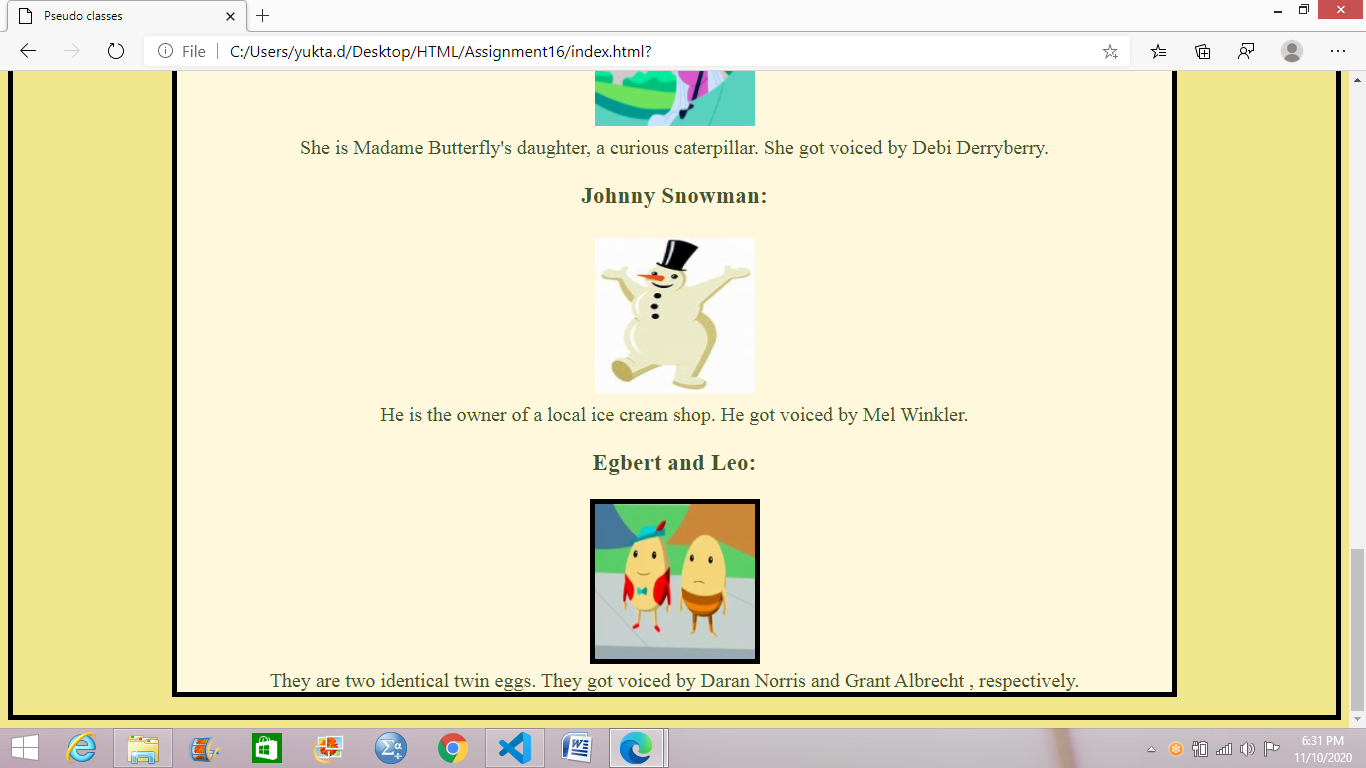 Pseudo classes
File
C:/Users/yukta.d/Desktop/HTML/Assignment16/index.html?
She is Madame Butterfly's daughter, a curious caterpillar. She got voiced by Debi Derryberry.
Johnny Snowman:
He is the owner of a local ice cream shop. He got voiced by Mel Winkler.
Egbert and Leo:
They are two identical twin eggs. They got voiced by Daran Norris and Grant Albrecht , respectively.
Σα
6:31 PM
11/10/2020